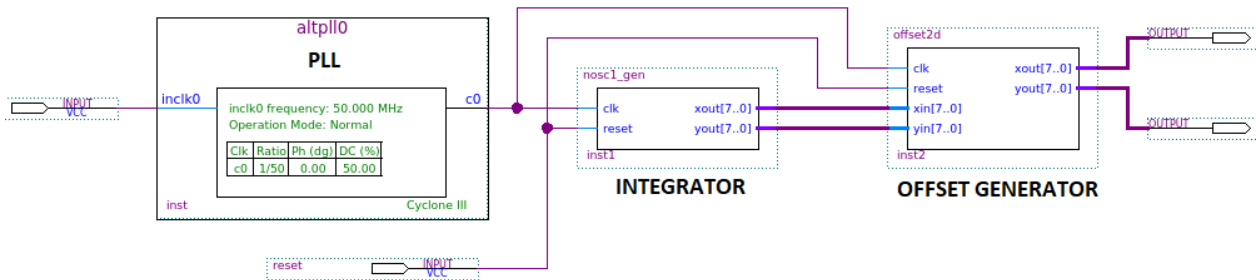 altpll0
PLL
INPUT
VCC
inclk0
c0
inclk0 frequency: 50.000 MHz
Operation Mode: Normal
Clk Ratio Ph (dg) DC (%)
c0 1/50 0.00 50.00
inst
Cyclone III
reset
INPUT
VCC
nosc1_gen
clk
reset
xout[7..0]
yout[7..0]
inst1
INTEGRATOR
offset2d
clk
reset
xin[7..0]
yin[7..0]
xout[7..0]
yout[7..0]
inst2
OFFSET GENERATOR
OUTPUT
OUTPUT